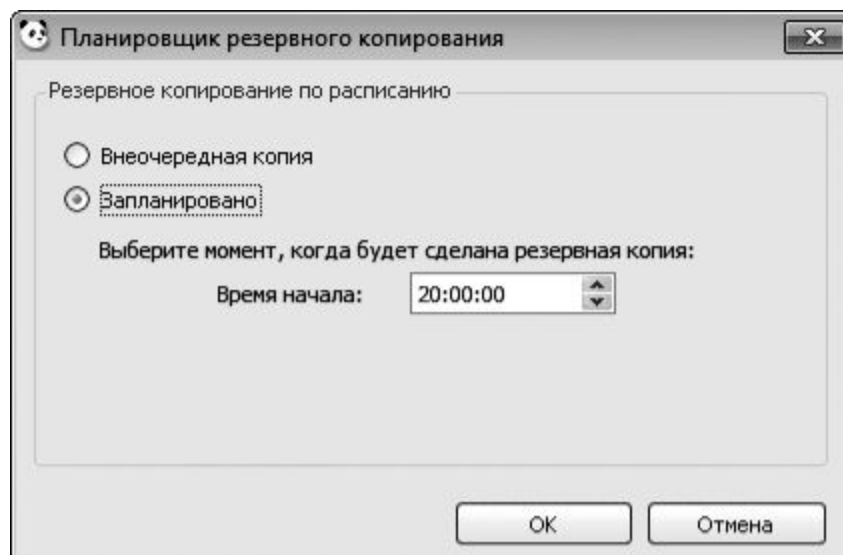 Планировщик резервного копирования
Резервное копирование по расписанию
Внеочередная копия
Запланировано
Выберите момент, когда будет сделана резервная копия:
Время начала: 20:00:00
OK Отмена